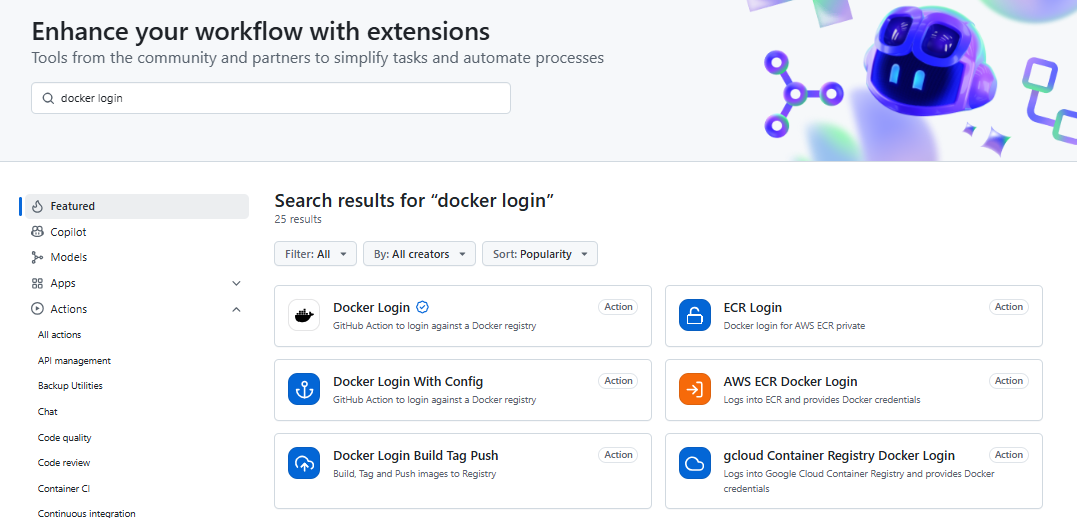 Enhance your workflow with extensions
Tools from the community and partners to simplify tasks and automate processes
docker login
Featured
Copilot
Models
Apps
Actions
All actions
API management
Backup Utilities
Chat
Code quality
Code review
Container CI
Continuous integration
Search results for “docker login”
25 results
Filter: All
By: All creators
Sort: Popularity
Docker Login
Action
GitHub Action to login against a Docker registry
ECR Login
Action
Docker login for AWS ECR private
Docker Login With Config
Action
GitHub Action to login against a Docker registry
AWS ECR Docker Login
Action
Logs into ECR and provides Docker credentials
Docker Login Build Tag Push
Action
Build, Tag and Push images to Registry
gcloud Container Registry Docker Login
Action
Logs into Google Cloud Container Registry and provides Docker
credentials